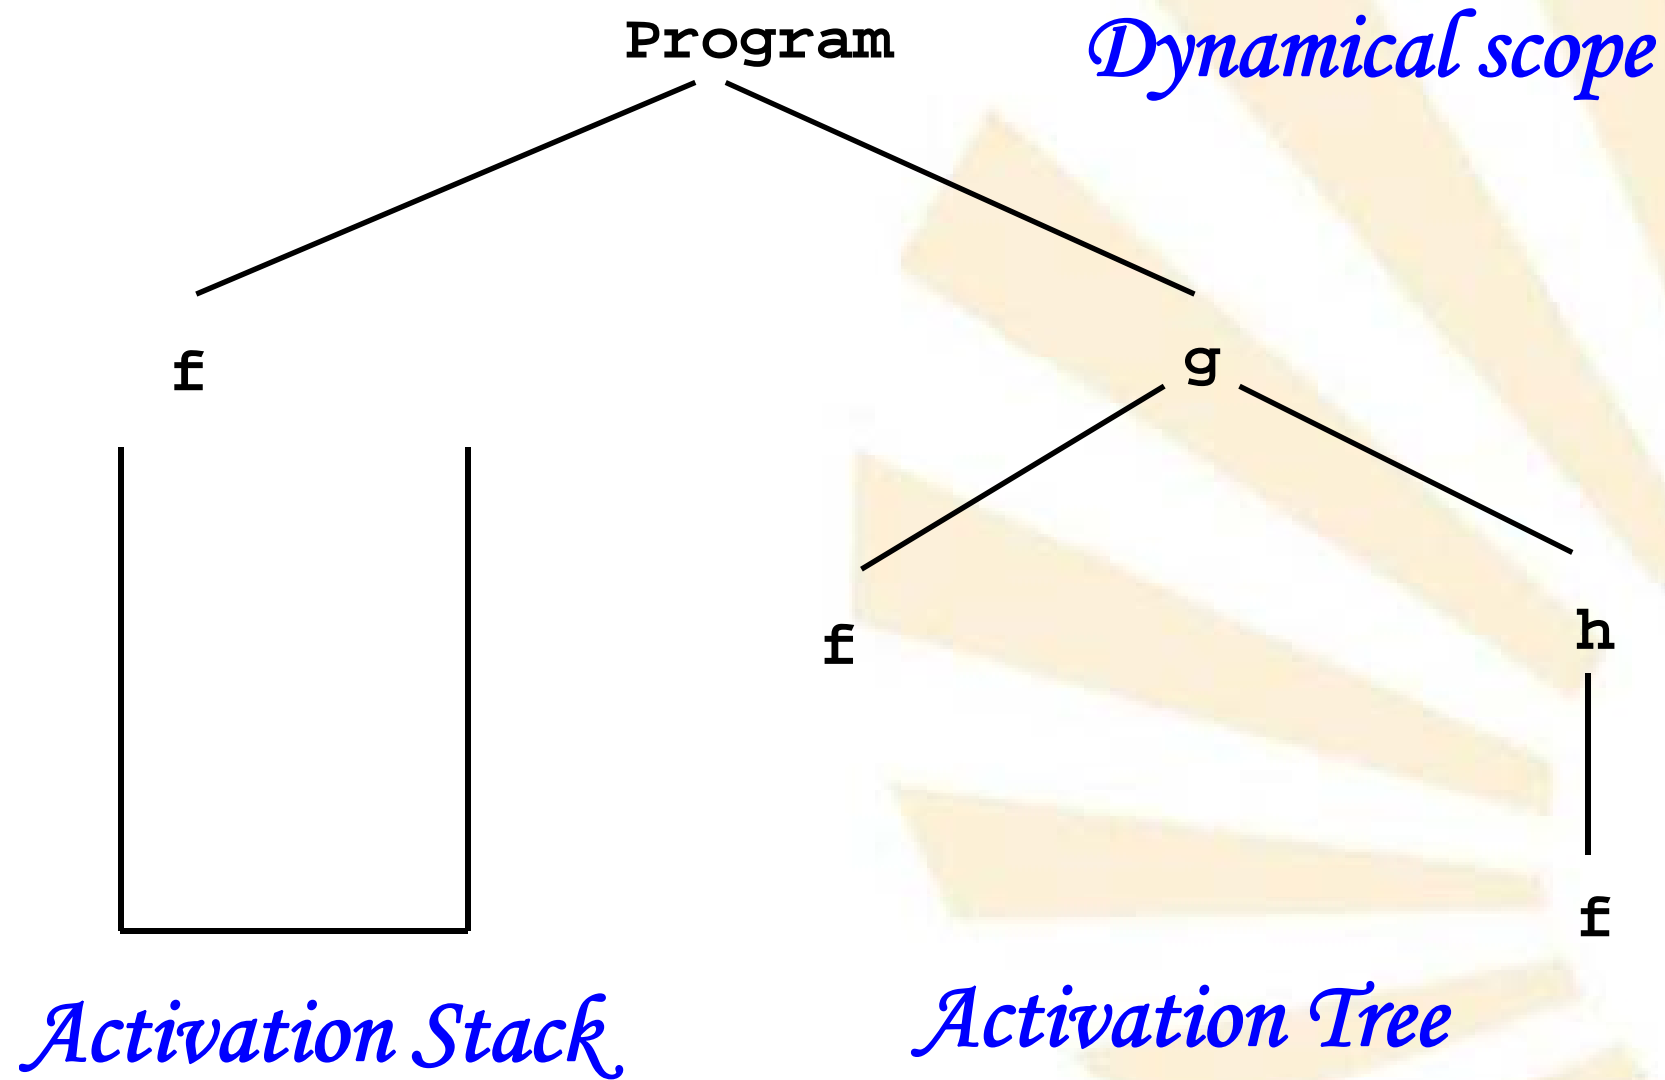 Program
Dynamical scope
f
g
f
h
f
Activation Stack
Activation Tree